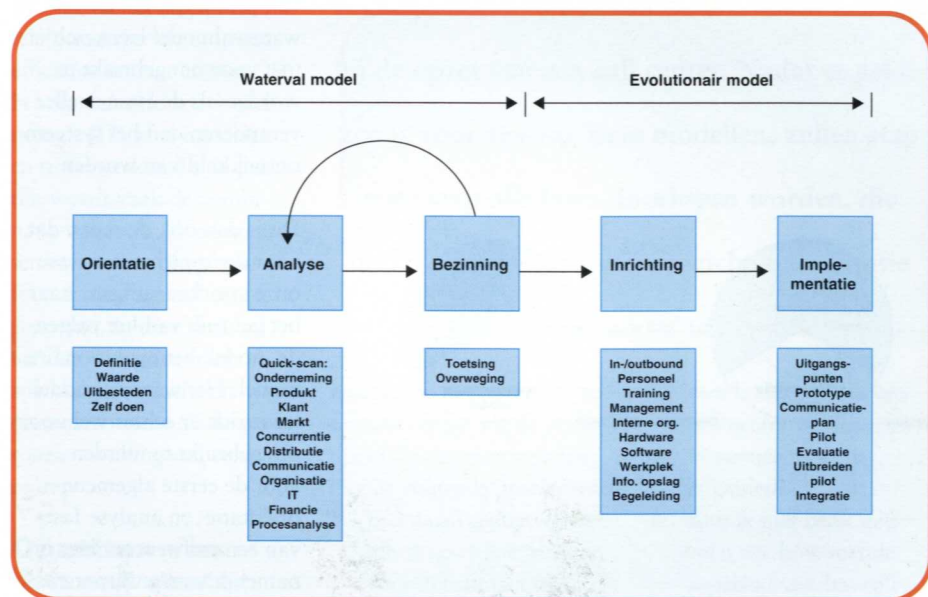 Waterval model
Evolutionair model
Orientatie
Analyse
Bezinning
Inrichting
Imple-
mentatie
Definitie
Waarde
Uitbesteden
Zelf doen
Quick-scan:
Onderneming
Produkt
Klant
Markt
Concurrentie
Distributie
Communicatie
Organisatie
IT
Financie
Procesanalyse
Toetsing
Overweging
In-/outbound
Personeel
Training
Management
Interne org.
Hardware
Software
Werkplek
Info. opslag
Begeleiding
Uitgangs-
punten
Prototype
Communicatie-
plan
Pilot
Evaluatie
Uitbreiden
pilot
Integratie